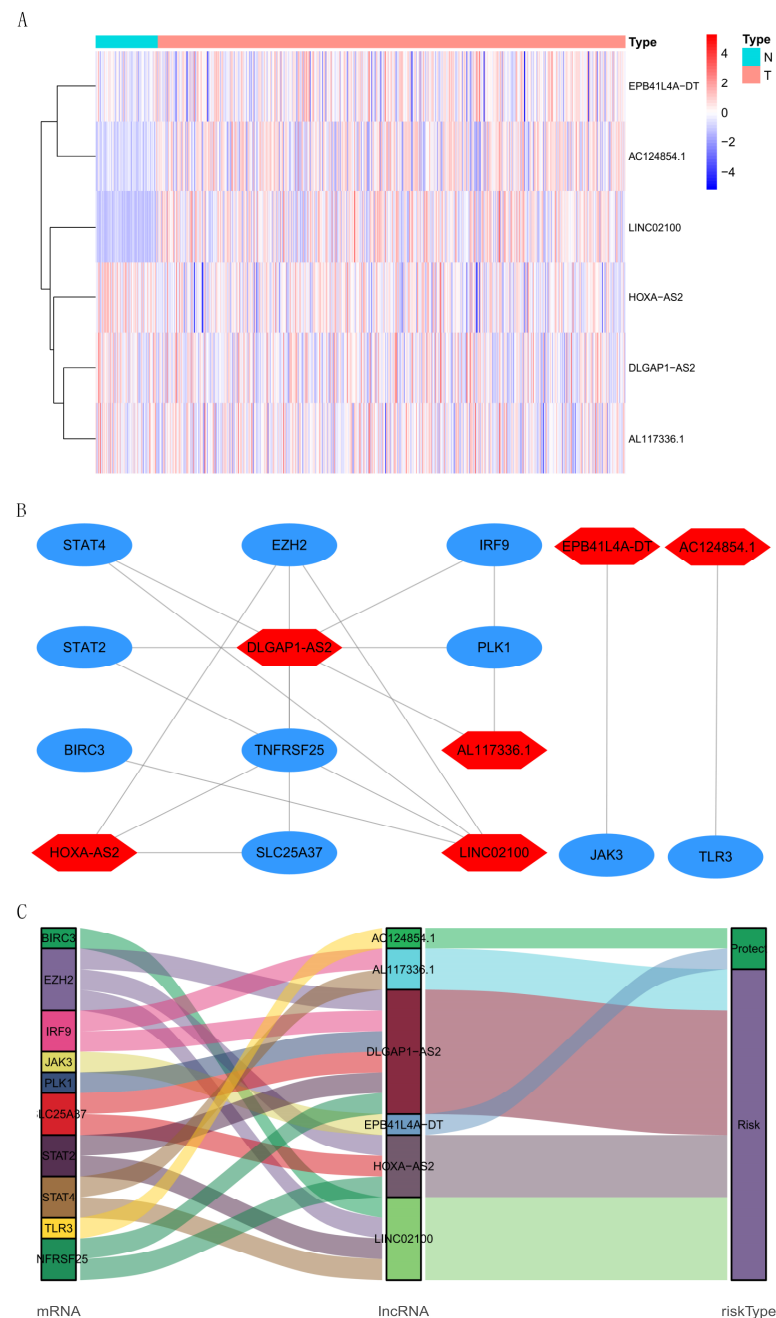 A
Type
Type
N
T
4
2
0
−2
−4
EPB41L4A−DT
AC124854.1
LINC02100
HOXA−AS2
DLGAP1−AS2
AL117336.1
B
STAT4
EZH2
IRF9
EPB41L4A-DT
AC124854.1
STAT2
DLGAP1-AS2
PLK1
BIRC3
TNFRSF25
AL117336.1
HOXA-AS2
SLC25A37
LINC02100
JAK3
TLR3
C
BIRC3
EZH2
IRF9
JAK3
PLK1
SLC25A37
STAT2
STAT4
TLR3
NFRSF25
AC124854.1
AL117336.1
DLGAP1−AS2
EPB41L4A−DT
HOXA−AS2
LINC02100
Protect
Risk
mRNA
lncRNA
riskType